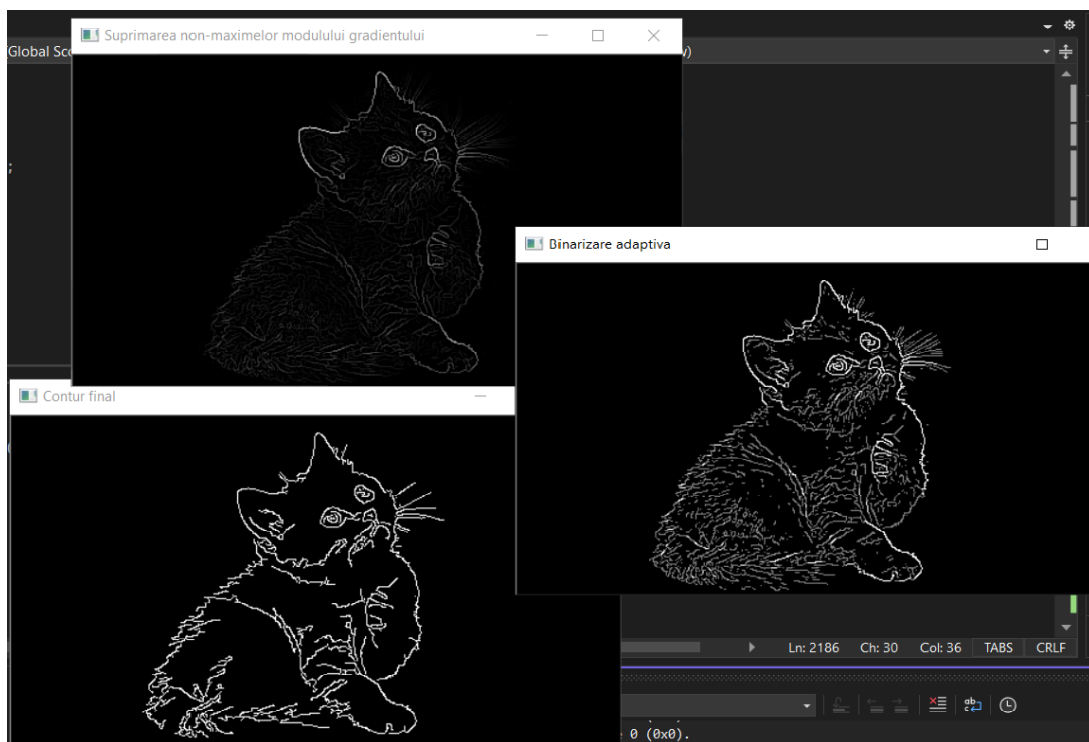 Suprimarea non-maximelor modulului gradientului
(Global Sco
)
;
Binarizare adaptiva
Contur final
Ln: 2186 Ch: 30 Col: 36 TABS CRLF
e 0 (0x0).